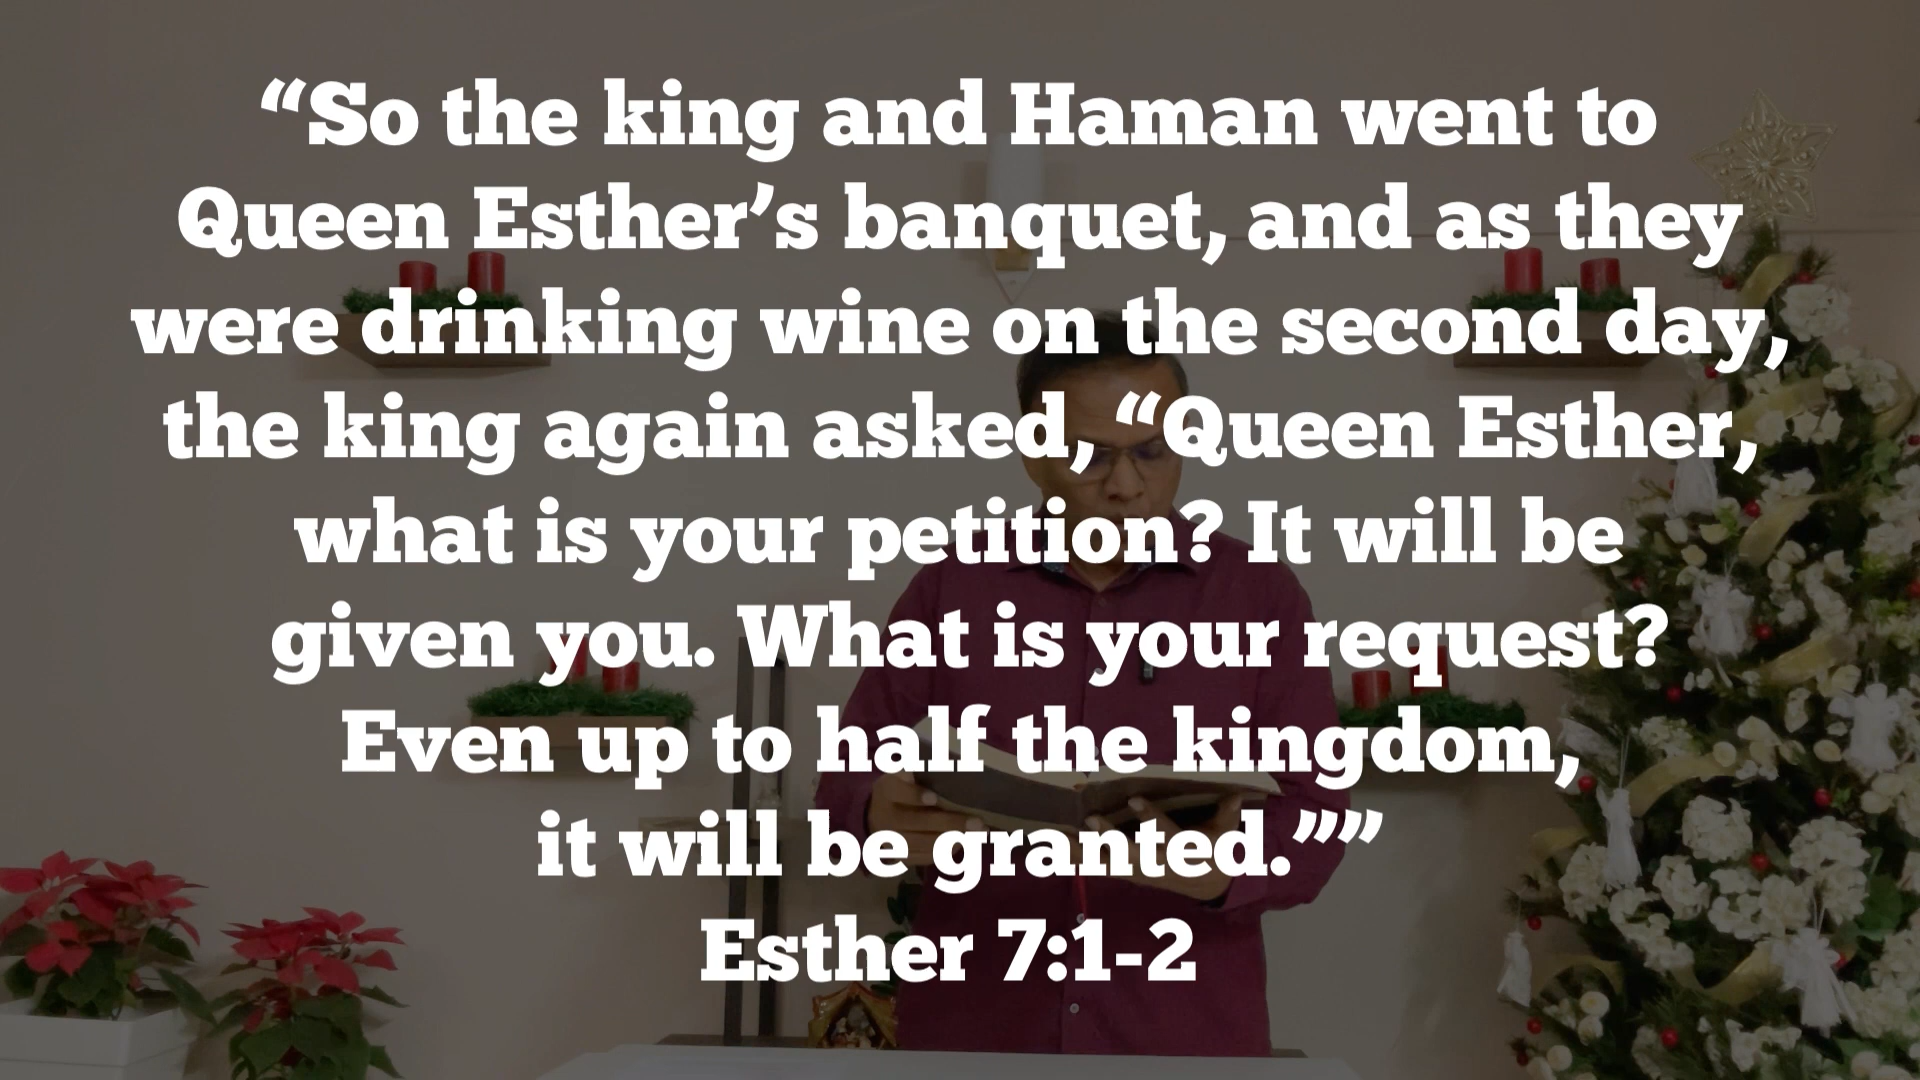 “So the king and Haman went to
Queen Esther’s banquet, and as they
were drinking wine on the second day,
the king again asked, “Queen Esther,
what is your petition? It will be
given you. What is your request?
Even up to half the kingdom,
it will be granted.””
Esther 7:1-2